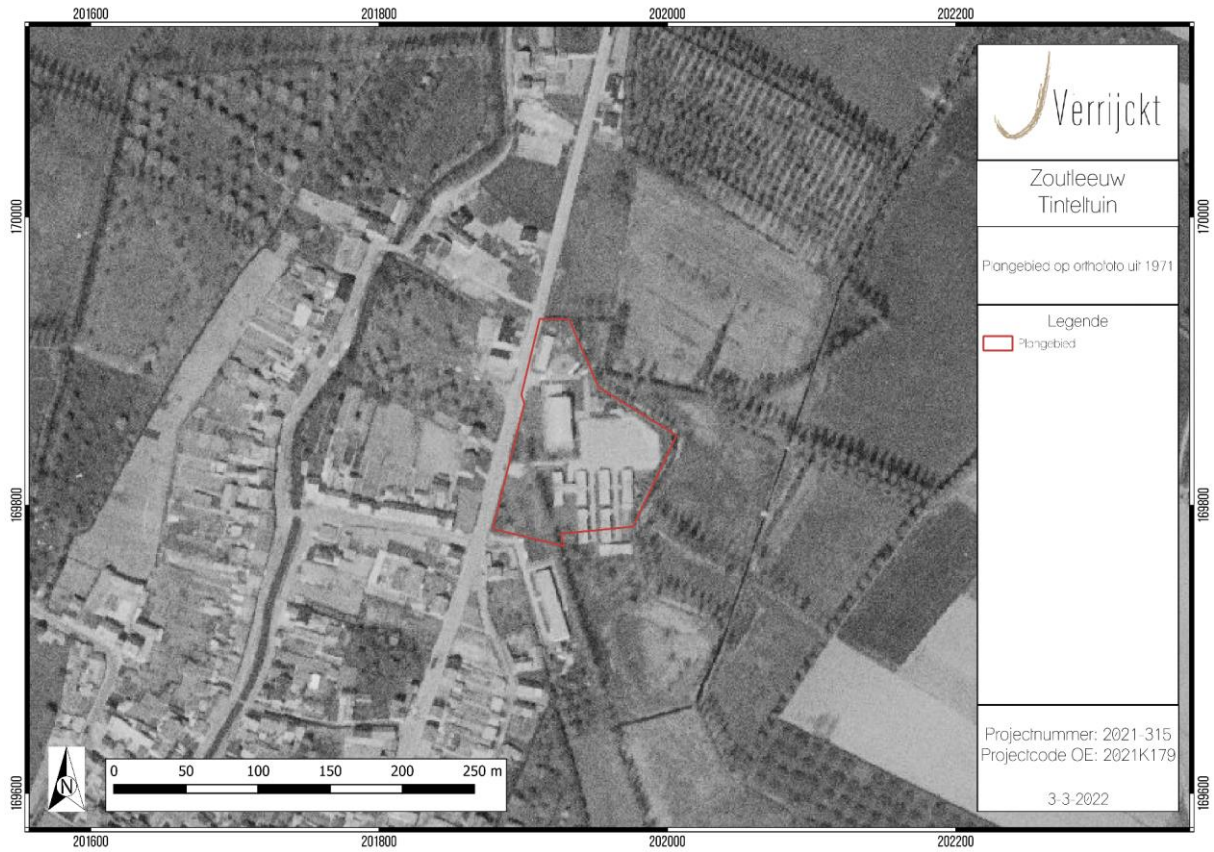 201600 201800 202000 202200
Verrijckt
Zoutleeuw
Tinteltuin
Plangebied op orthofoto uit 1971
Legende
Plangebied
170000 170000
169800 169800
169600 169600
Projectnummer: 2021-315
Projectcode OE: 2021K179
3-3-2022
N
0 50 100 150 200 250 m
201600 201800 202000 202200